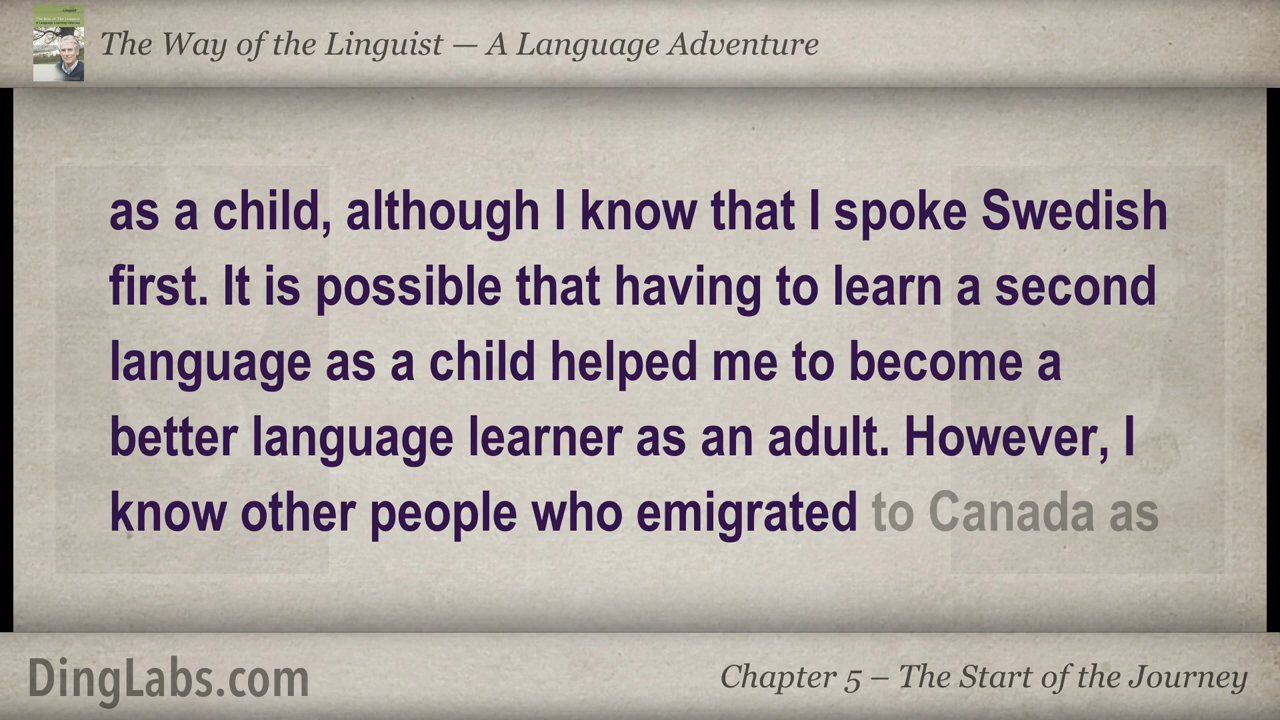 The Way of the Linguist — A Language Adventure
as a child, although I know that I spoke Swedish
first. It is possible that having to learn a second
language as a child helped me to become a
better language learner as an adult. However, I
know other people who emigrated to Canada as
DingLabs.com
Chapter 5 – The Start of the Journey